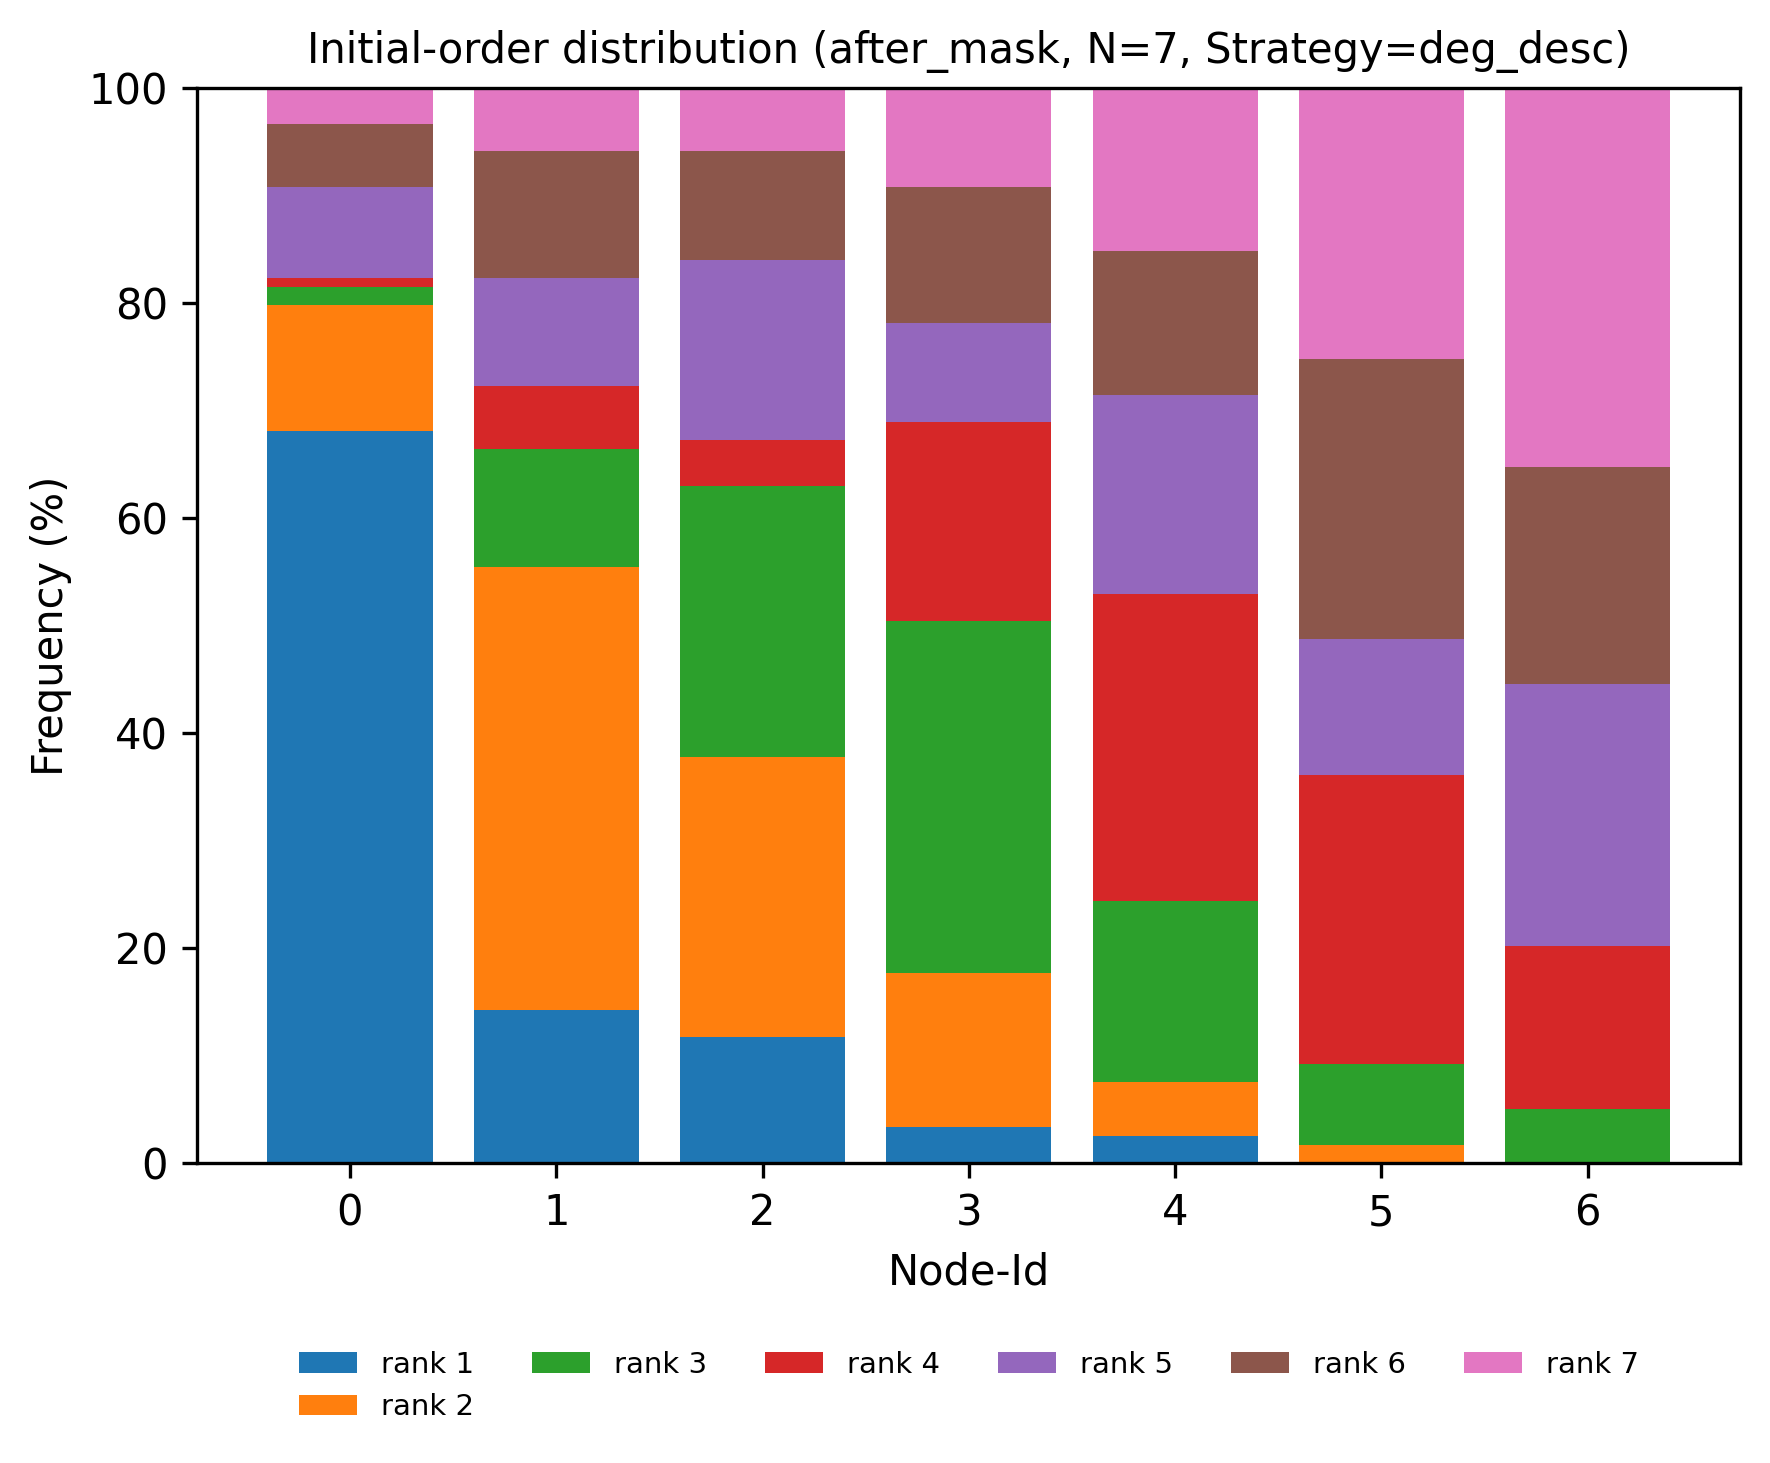 Initial-order distribution (after_mask, N=7, Strategy=deg_desc)
100
80
60
40
20
0
Frequency (%)
0 1 2 3 4 5 6
Node-Id
rank 1 rank 3 rank 4 rank 5 rank 6 rank 7
rank 2